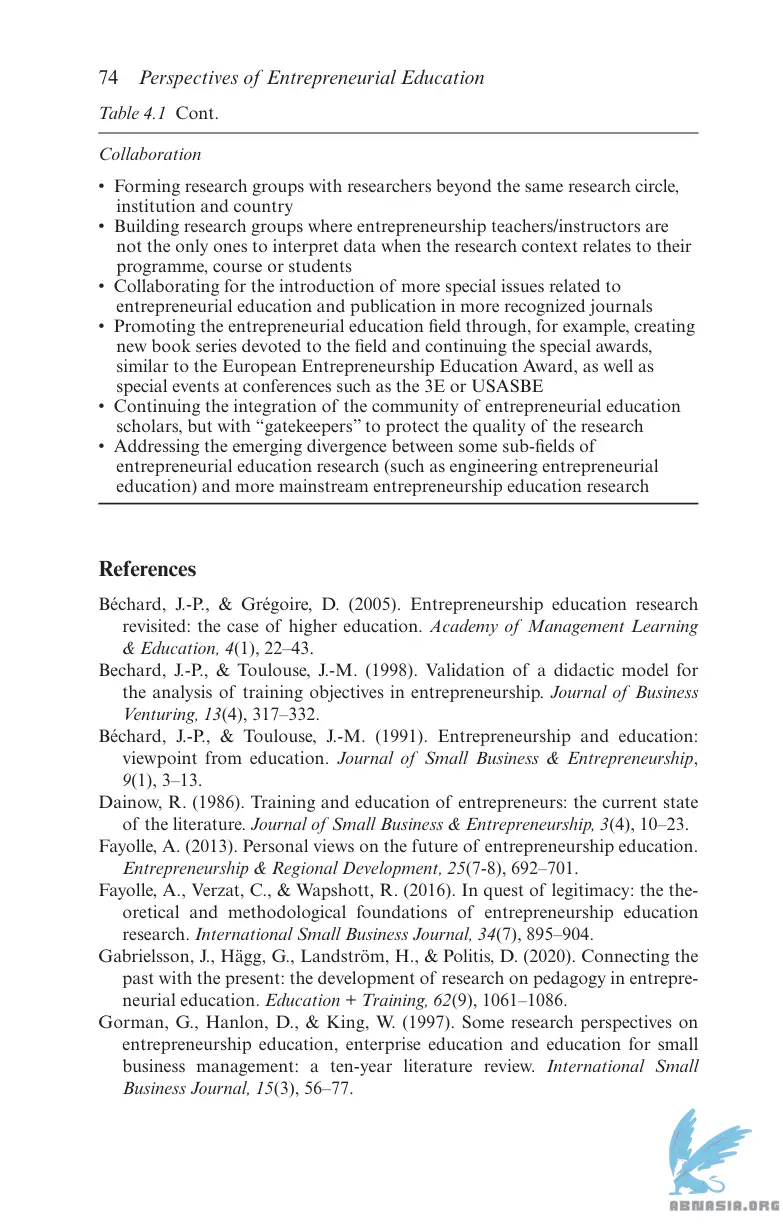 74 Perspectives of Entrepreneurial Education
Table 4.1 Cont.
Collaboration
• Forming research groups with researchers beyond the same research circle,
institution and country
• Building research groups where entrepreneurship teachers/instructors are
not the only ones to interpret data when the research context relates to their
programme, course or students
• Collaborating for the introduction of more special issues related to
entrepreneurial education and publication in more recognized journals
• Promoting the entrepreneurial education field through, for example, creating
new book series devoted to the field and continuing the special awards,
similar to the European Entrepreneurship Education Award, as well as
special events at conferences such as the 3E or USASBE
• Continuing the integration of the community of entrepreneurial education
scholars, but with “gatekeepers” to protect the quality of the research
• Addressing the emerging divergence between some sub-fields of
entrepreneurial education research (such as engineering entrepreneurial
education) and more mainstream entrepreneurship education research
References
Béchard, J.-P., & Grégoire, D. (2005). Entrepreneurship education research
revisited: the case of higher education. Academy of Management Learning
& Education, 4(1), 22–43.
Bechard, J.-P., & Toulouse, J.-M. (1998). Validation of a didactic model for
the analysis of training objectives in entrepreneurship. Journal of Business
Venturing, 13(4), 317–332.
Béchard, J.-P., & Toulouse, J.-M. (1991). Entrepreneurship and education:
viewpoint from education. Journal of Small Business & Entrepreneurship,
9(1), 3–13.
Dainow, R. (1986). Training and education of entrepreneurs: the current state
of the literature. Journal of Small Business & Entrepreneurship, 3(4), 10–23.
Fayolle, A. (2013). Personal views on the future of entrepreneurship education.
Entrepreneurship & Regional Development, 25(7-8), 692–701.
Fayolle, A., Verzat, C., & Wapshott, R. (2016). In quest of legitimacy: the the-
oretical and methodological foundations of entrepreneurship education
research. International Small Business Journal, 34(7), 895–904.
Gabrielsson, J., Hägg, G., Landström, H., & Politis, D. (2020). Connecting the
past with the present: the development of research on pedagogy in entrepre-
neurial education. Education + Training, 62(9), 1061–1086.
Gorman, G., Hanlon, D., & King, W. (1997). Some research perspectives on
entrepreneurship education, enterprise education and education for small
business management: a ten-year literature review. International Small
Business Journal, 15(3), 56–77.
ABNASIA.ORG